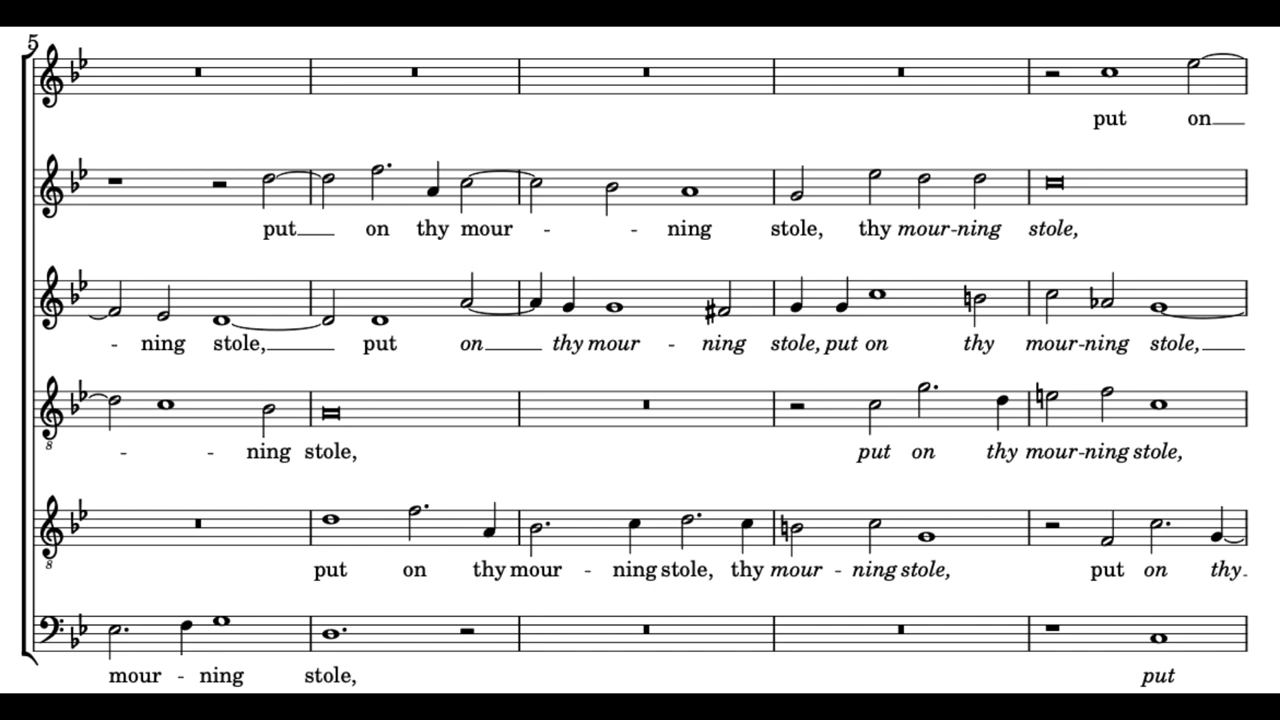 5
put on
put on thy mour - - ning stole, thy mour-ning stole,
- ning stole, put on thy mour - ning stole, put on thy mour-ning stole,
- - ning stole, put on thy mour-ning stole,
8
put on thy mour - ning stole, thy mour - ning stole, put on thy
8
mour - ning stole, put